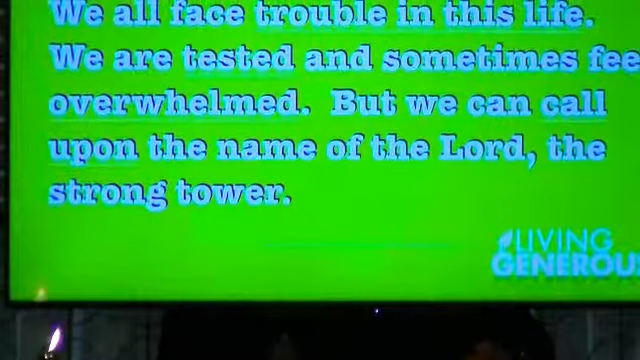 We all face trouble in this life.
We are tested and sometimes fee
overwhelmed. But we can call
upon the name of the Lord, the
strong tower.
LIVING
GENEROUS